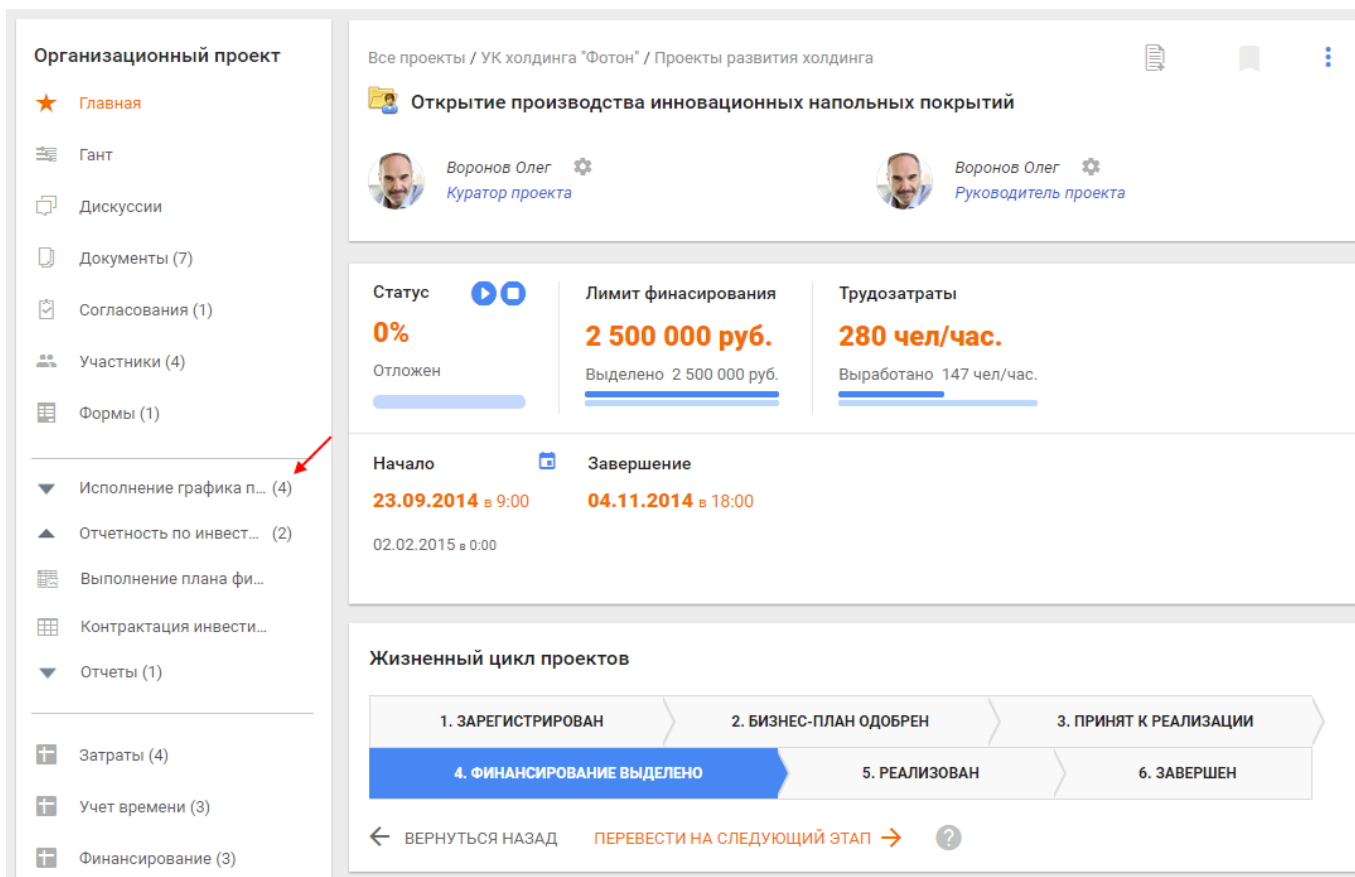 Организационный проект
Главная
Гант
Дискуссии
Документы (7)
Согласования (1)
Участники (4)
Формы (1)
Исполнение графика п... (4)
Отчетность по инвест... (2)
Выполнение плана фи...
Контрактация инвести...
Отчеты (1)
Затраты (4)
Учет времени (3)
Финансирование (3)
Все проекты / УК холдинга "Фотон" / Проекты развития холдинга
Открытие производства инновационных напольных покрытий
Воронов Олег
Куратор проекта
Воронов Олег
Руководитель проекта
Статус
0%
Отложен
Лимит финасирования
2 500 000 руб.
Выделено 2 500 000 руб.
Трудозатраты
280 чел/час.
Выработано 147 чел/час.
Начало
23.09.2014 в 9:00
02.02.2015 в 0:00
Завершение
04.11.2014 в 18:00
Жизненный цикл проектов
1. ЗАРЕГИСТРИРОВАН
2. БИЗНЕС-ПЛАН ОДОБРЕН
3. ПРИНЯТ К РЕАЛИЗАЦИИ
4. ФИНАНСИРОВАНИЕ ВЫДЕЛЕНО
5. РЕАЛИЗОВАН
6. ЗАВЕРШЕН
ВЕРНУТЬСЯ НАЗАД
ПЕРЕВЕСТИ НА СЛЕДУЮЩИЙ ЭТАП
?